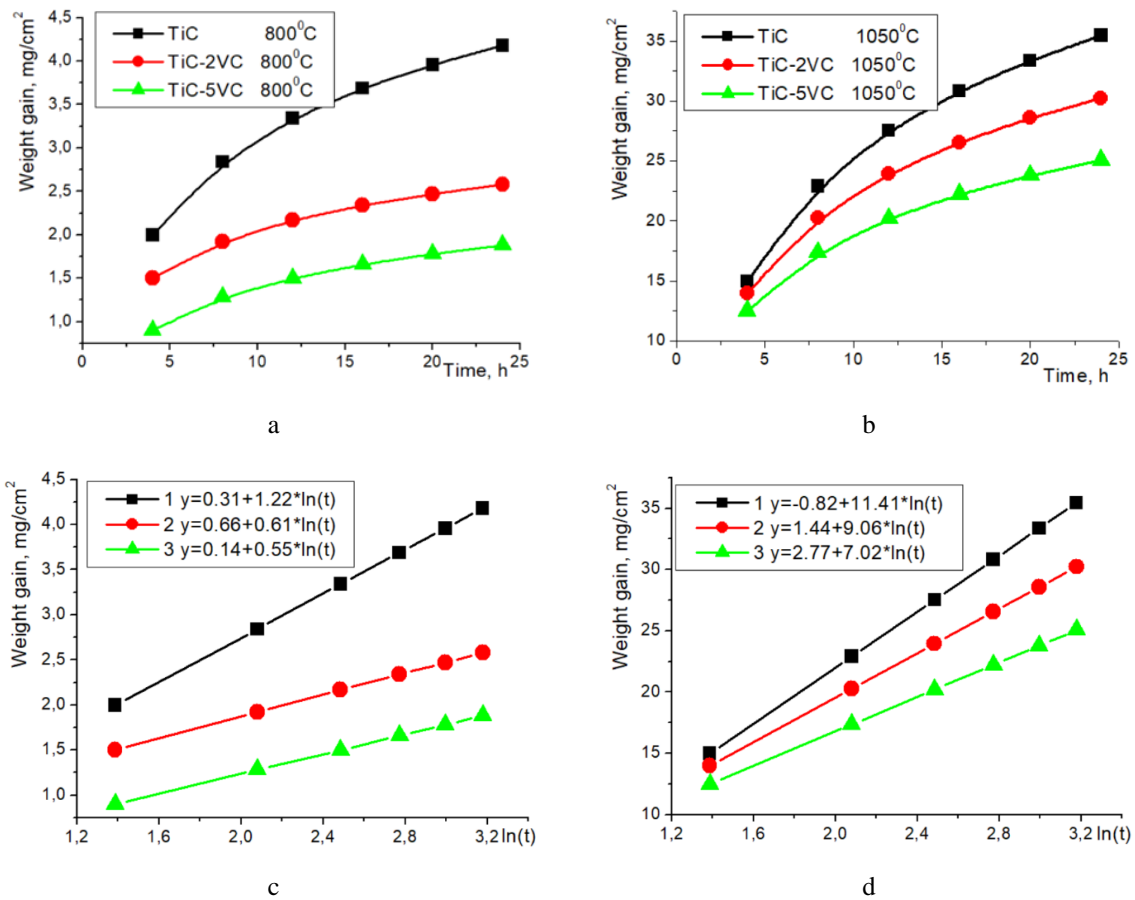 Weight gain, mg/cm²
4,5
4,0
3,5
3,0
2,5
2,0
1,5
1,0
TiC 800⁰C
TiC-2VC 800⁰C
TiC-5VC 800⁰C
0 5 10 15 20 25
Time, h
a
Weight gain, mg/cm²
35
30
25
20
15
10
TiC 1050⁰C
TiC-2VC 1050⁰C
TiC-5VC 1050⁰C
0 5 10 15 20 25
Time, h
b
Weight gain, mg/cm²
4,5
4,0
3,5
3,0
2,5
2,0
1,5
1,0
1 y=0.31+1.22*ln(t)
2 y=0.66+0.61*ln(t)
3 y=0.14+0.55*ln(t)
1,2 1,6 2,0 2,4 2,8 3,2 ln(t)
c
Weight gain, mg/cm²
35
30
25
20
15
10
1 y=-0.82+11.41*ln(t)
2 y=1.44+9.06*ln(t)
3 y=2.77+7.02*ln(t)
1,2 1,6 2,0 2,4 2,8 3,2 ln(t)
d